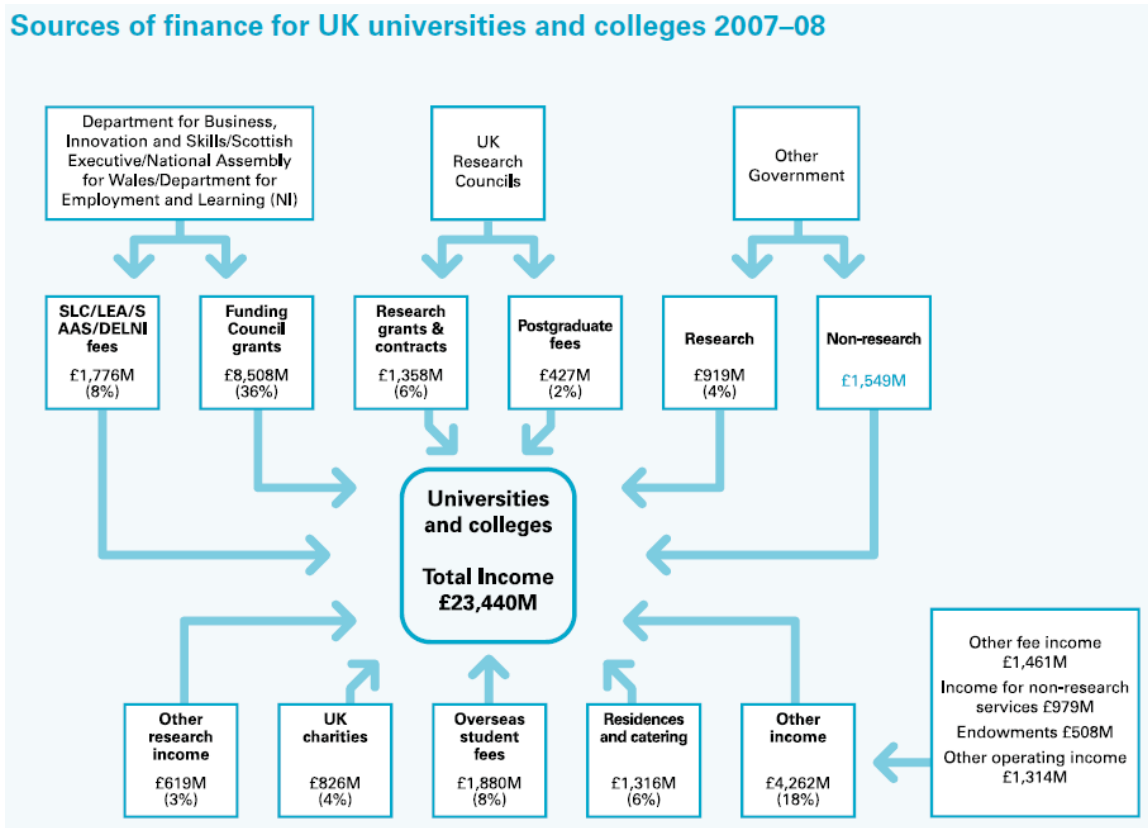 Sources of finance for UK universities and colleges 2007–08
Department for Business,
Innovation and Skills/Scottish
Executive/National Assembly
for Wales/Department for
Employment and Learning (NI)
UK
Research
Councils
Other
Government
SLC/LEA/S
AAS/DELNI
fees
£1,776M
(8%)
Funding
Council
grants
£8,508M
(36%)
Research
grants &
contracts
£1,358M
(6%)
Postgraduate
fees
£427M
(2%)
Research
£919M
(4%)
Non-research
£1,549M
Universities
and colleges
Total Income
£23,440M
Other
research
income
£619M
(3%)
UK
charities
£826M
(4%)
Overseas
student
fees
£1,880M
(8%)
Residences
and catering
£1,316M
(6%)
Other
income
£4,262M
(18%)
Other fee income
£1,461M
Income for non-research
services £979M
Endowments £508M
Other operating income
£1,314M